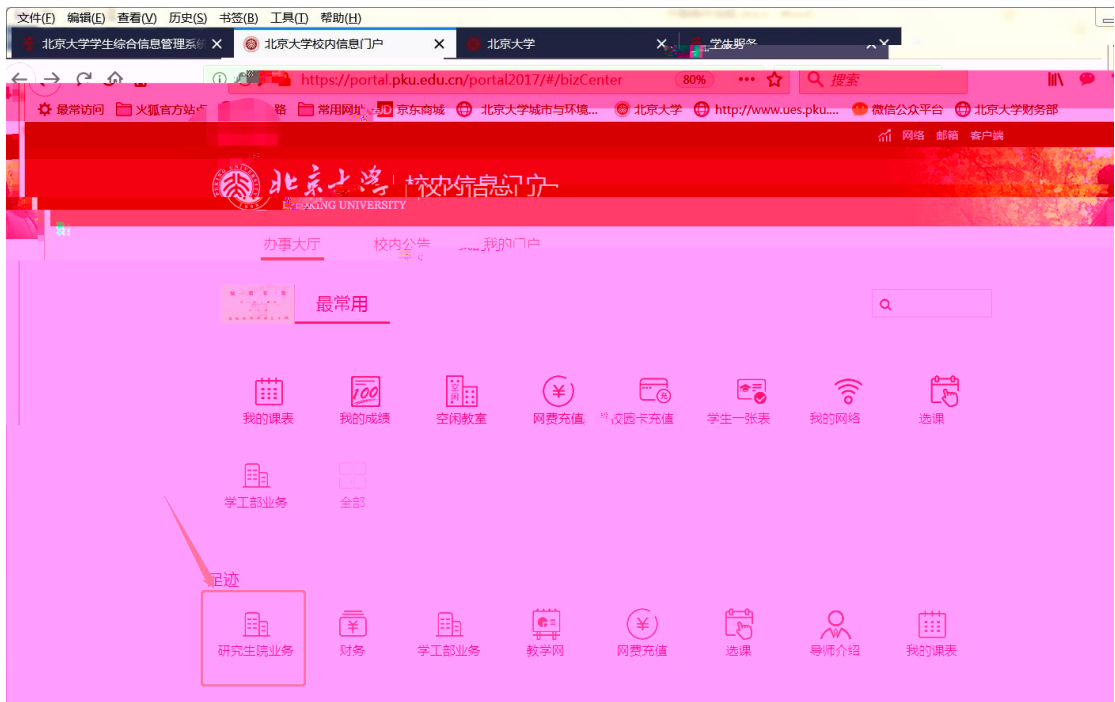 文件(F) 编辑(E) 查看(V) 历史(S) 书签(B) 工具(T) 帮助(H)
北京大学学生综合信息管理系统 北京大学校内信息门户 北京大学 学生服务
https://portal.pku.edu.cn/portal2017/#/bizCenter 80% 搜索
最常访问 火狐官方站点 路 常用网址 JD 京东商城 北京大学城市与环境... 北京大学 http://www.ues.pku.... 微信公众平台 北京大学财务部
网络 邮箱 客户端
北京大学 校内信息门户
PEKING UNIVERSITY
办事大厅 校内公告 我的门户
最常用
我的课表 我的成绩 空闲教室 网费充值 校园卡充值 学生一张表 我的网络 选课
学工部业务 全部
足迹
研究生院业务 财务 学工部业务 教学网 网费充值 选课 导师介绍 我的课表